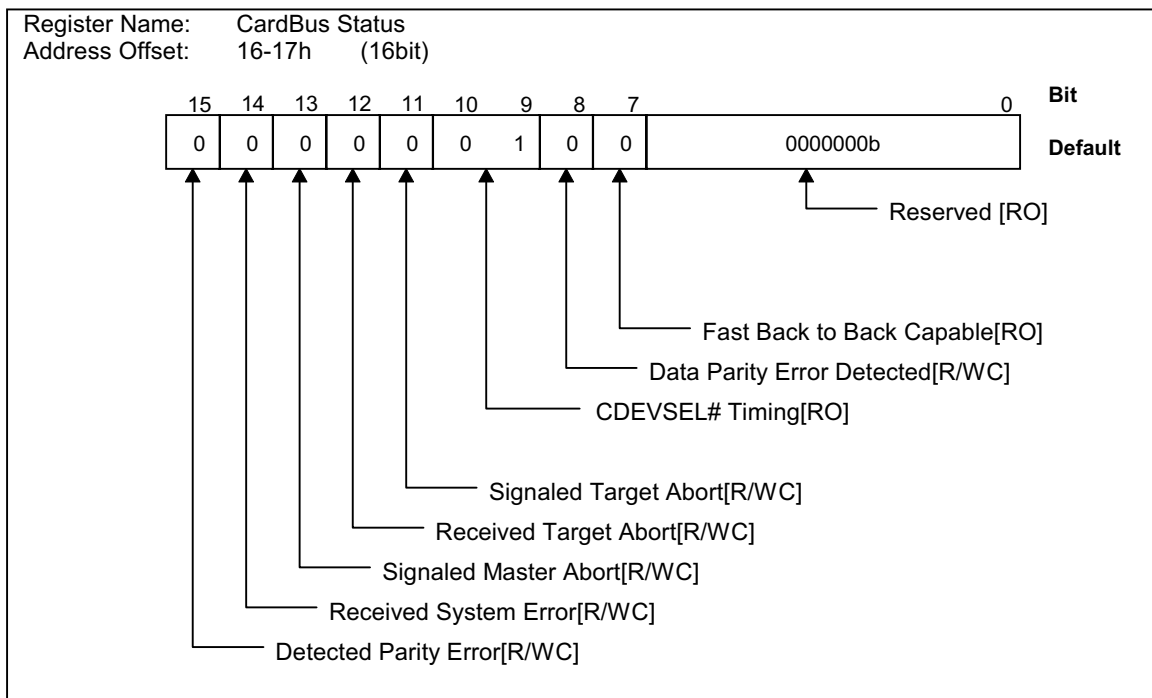 Register Name: CardBus Status
Address Offset: 16-17h (16bit)
15 14 13 12 11 10 9 8 7 0 Bit
0 0 0 0 0 0 1 0 0 0000000b Default
Reserved [RO]
Fast Back to Back Capable[RO]
Data Parity Error Detected[R/WC]
CDEVSEL# Timing[RO]
Signaled Target Abort[R/WC]
Received Target Abort[R/WC]
Signaled Master Abort[R/WC]
Received System Error[R/WC]
Detected Parity Error[R/WC]